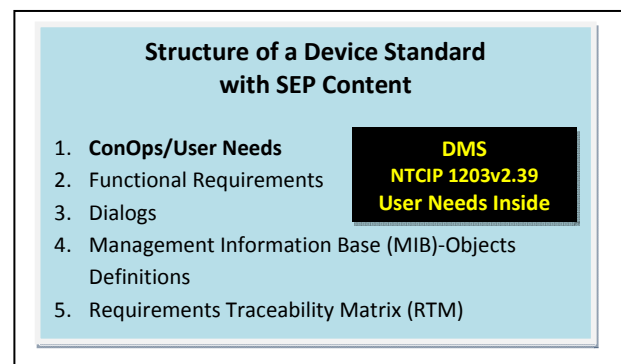 Structure of a Device Standard
with SEP Content
1. ConOps/User Needs
2. Functional Requirements
3. Dialogs
4. Management Information Base (MIB)-Objects
Definitions
5. Requirements Traceability Matrix (RTM)
DMS
NTCIP 1203v2.39
User Needs Inside